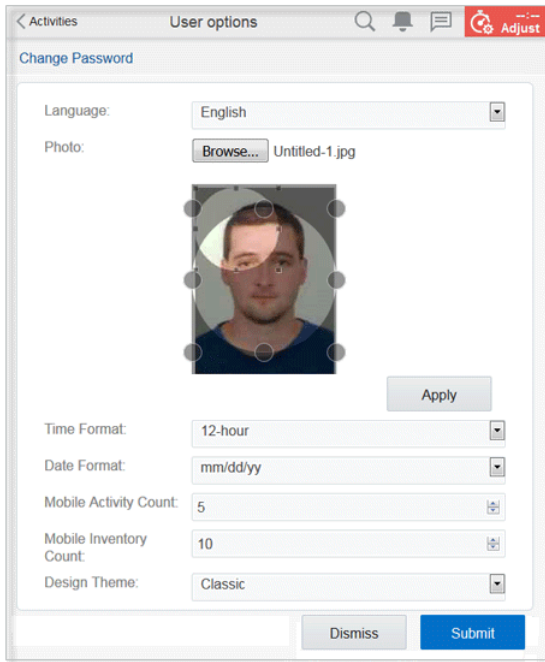 Activities
User options
--:--
Adjust
Change Password
Language:
English
Photo:
Browse...
Untitled-1.jpg
Apply
Time Format:
12-hour
Date Format:
mm/dd/yy
Mobile Activity Count:
5
Mobile Inventory
Count:
10
Design Theme:
Classic
Dismiss
Submit